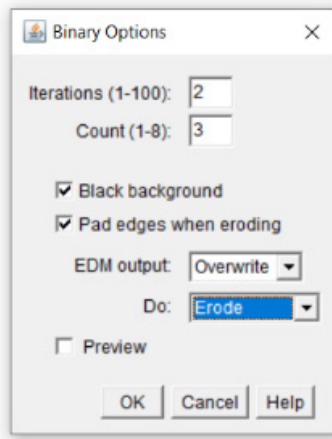 Binary Options
Iterations (1-100): 2
Count (1-8): 3
Black background
Pad edges when eroding
EDM output: Overwrite
Do: Erode
Preview
OK Cancel Help